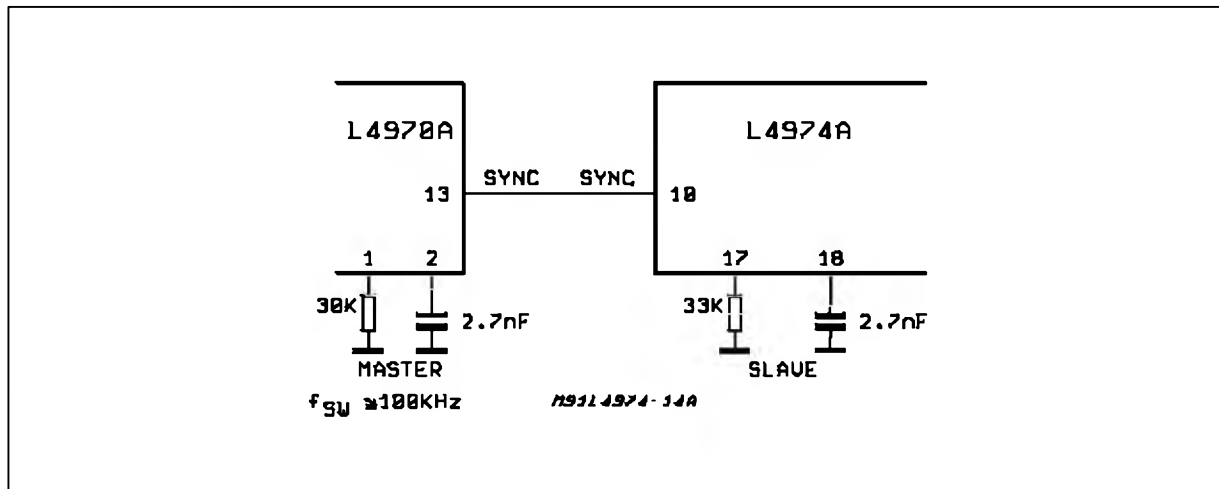 L4970A
L4974A
SYNC SYNC
13
10
1 2
17 18
30K
2.7nF
33K
2.7nF
MASTER
SLAVE
fSW ≅100KHz
M91L4974-14A